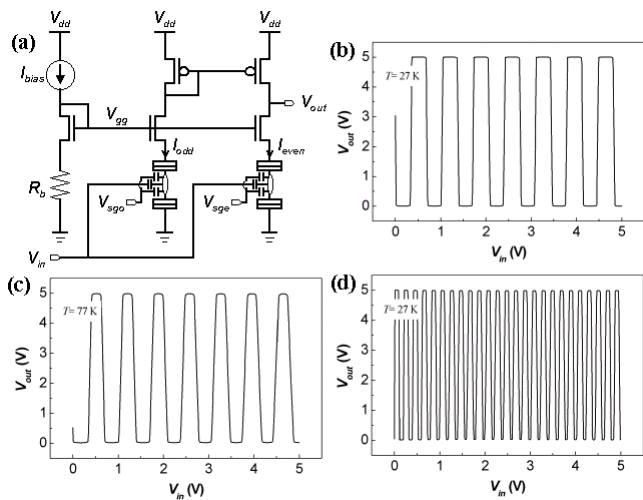 (a)
V_dd V_dd V_dd
I_bias
V_gg
V_out
I_odd I_even
R_b
V_sgo V_sge
V_in
(b)
T= 27 K
V_out (V)
5
4
3
2
1
0
0 1 2 3 4 5
V_in (V)
(c)
T= 77 K
V_out (V)
5
4
3
2
1
0
0 1 2 3 4 5
V_in (V)
(d)
T= 27 K
V_out (V)
5
4
3
2
1
0
0 1 2 3 4 5
V_in (V)